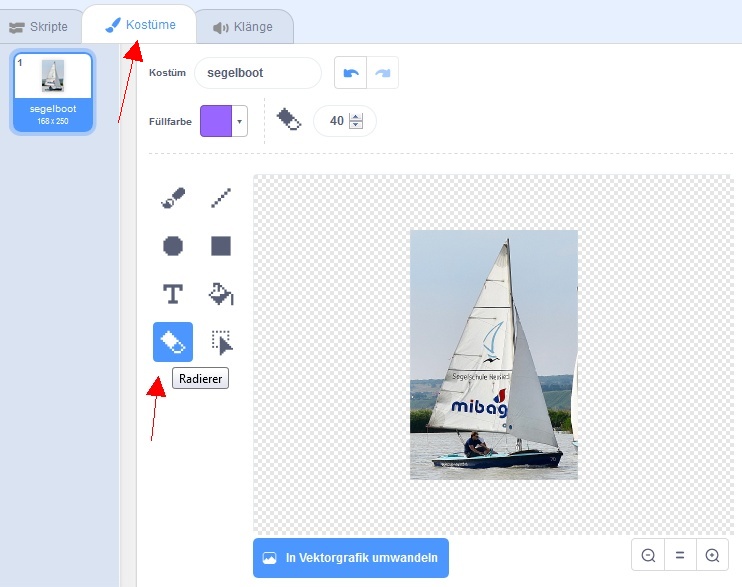 Skripte
Kostüme
Klänge
1
segelboot
168 x 250
Kostüm
segelboot
Füllfarbe
40
T
Radierer
Segelschule Neusiedl
mibag
In Vektorgrafik umwandeln